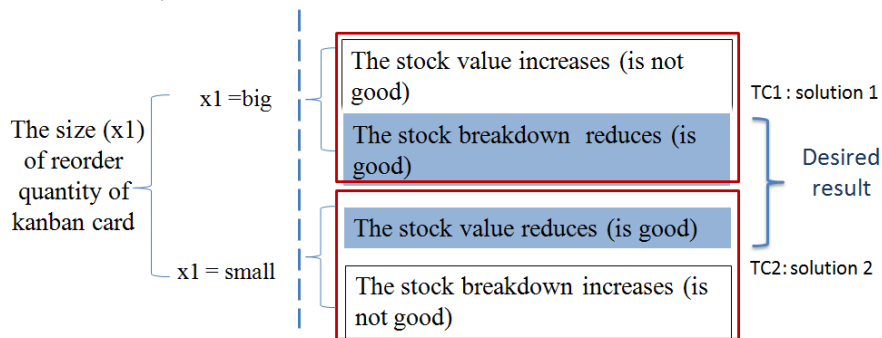 The size (x1)
of reorder
quantity of
kanban card
x1 =big
x1 = small
The stock value increases (is not
good)
The stock breakdown reduces (is
good)
The stock value reduces (is good)
The stock breakdown increases (is
not good)
TC1 : solution 1
Desired
result
TC2: solution 2